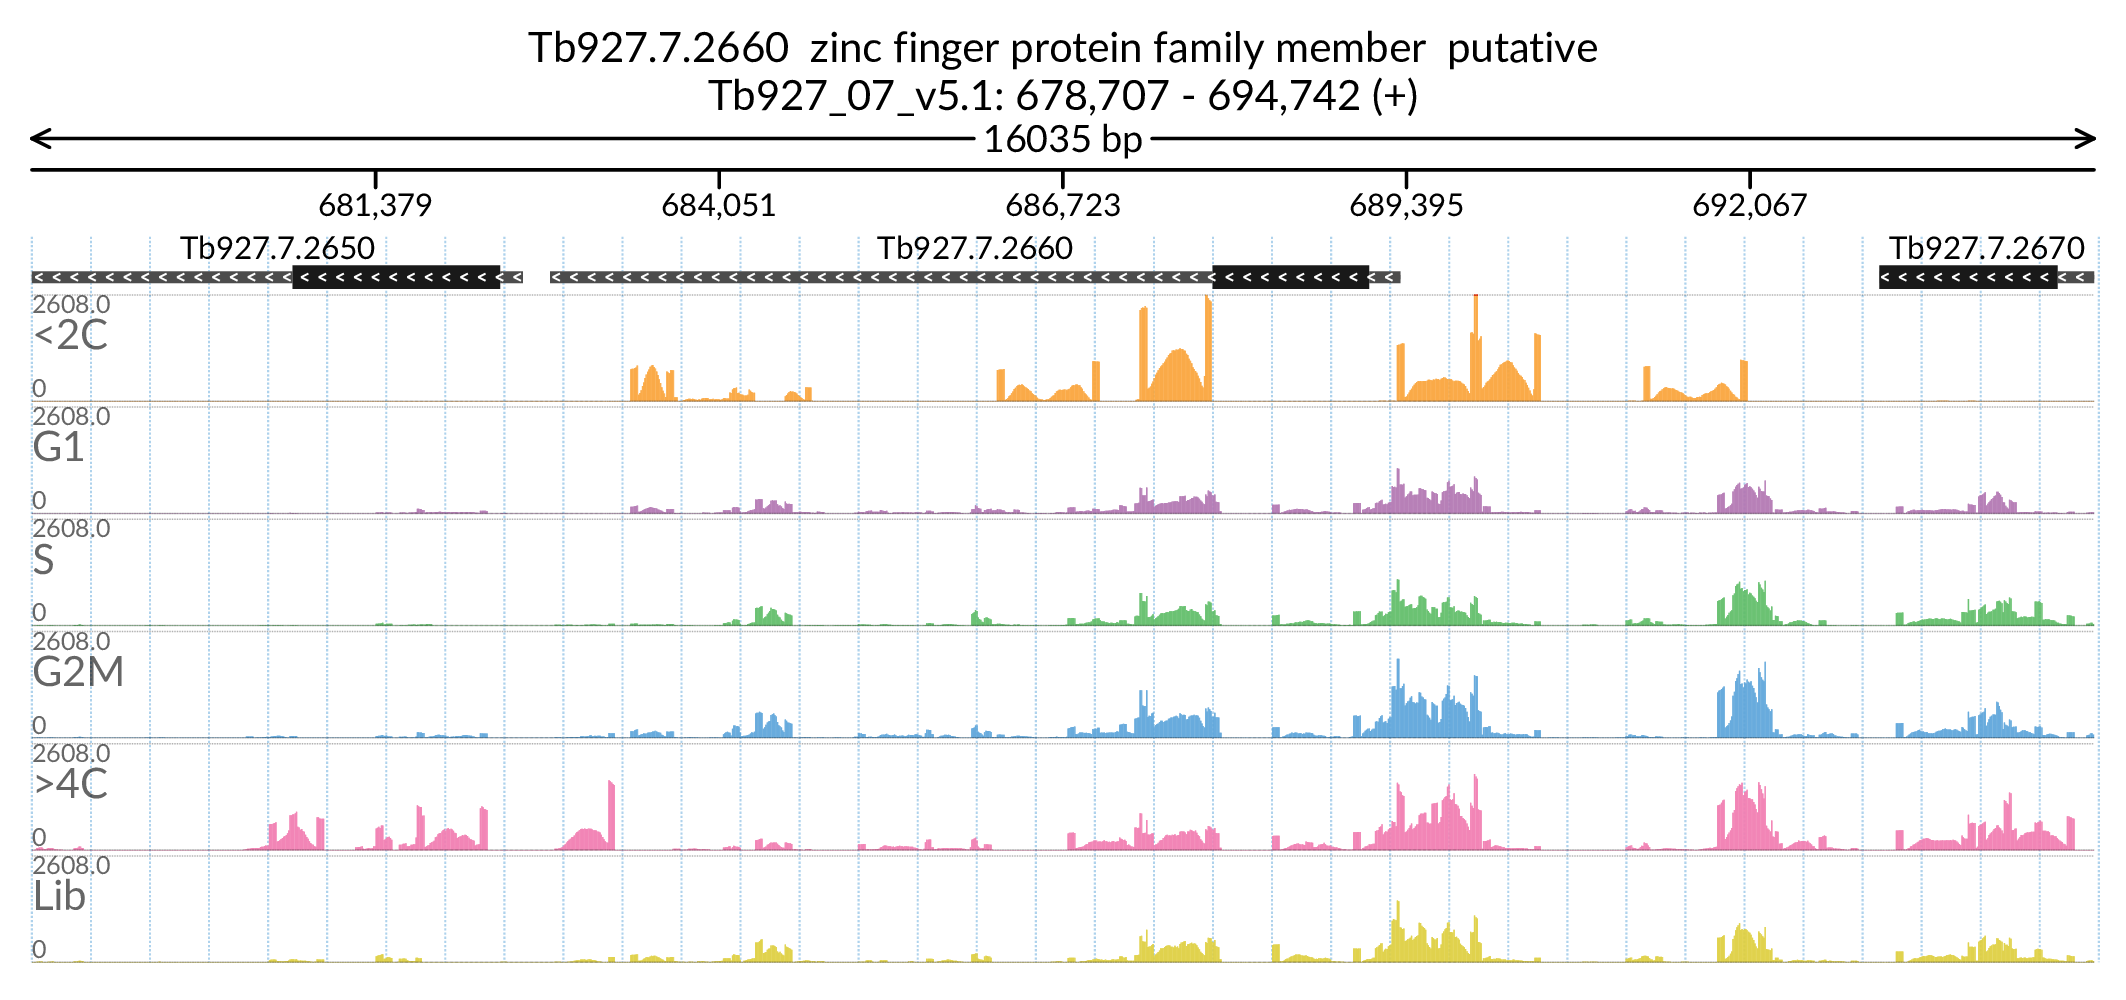 Tb927.7.2660 zinc finger protein family member putative
Tb927_07_v5.1: 678,707 - 694,742 (+)
16035 bp
681,379 684,051 686,723 689,395 692,067
Tb927.7.2650 Tb927.7.2660 Tb927.7.2670
2608.0
<2C
0
2608.0
G1
0
2608.0
S
0
2608.0
G2M
0
2608.0
>4C
0
2608.0
Lib
0